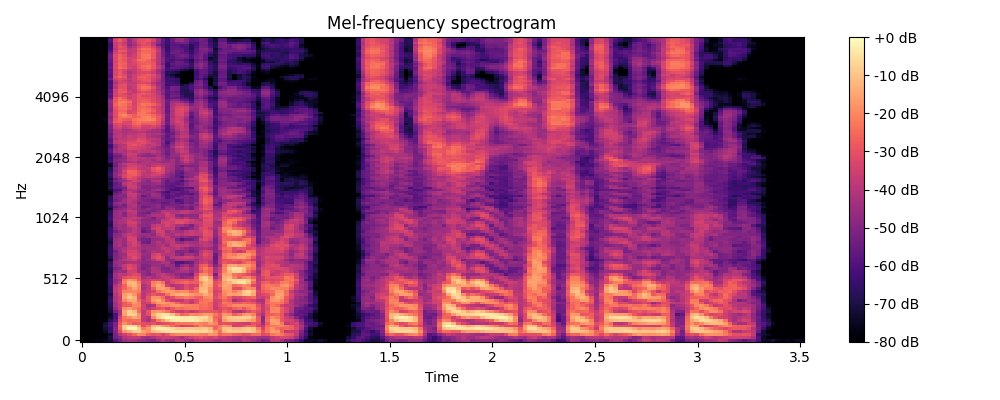 Mel-frequency spectrogram
Hz
4096
2048
1024
512
0
0 0.5 1 1.5 2 2.5 3 3.5
Time
+0 dB
-10 dB
-20 dB
-30 dB
-40 dB
-50 dB
-60 dB
-70 dB
-80 dB